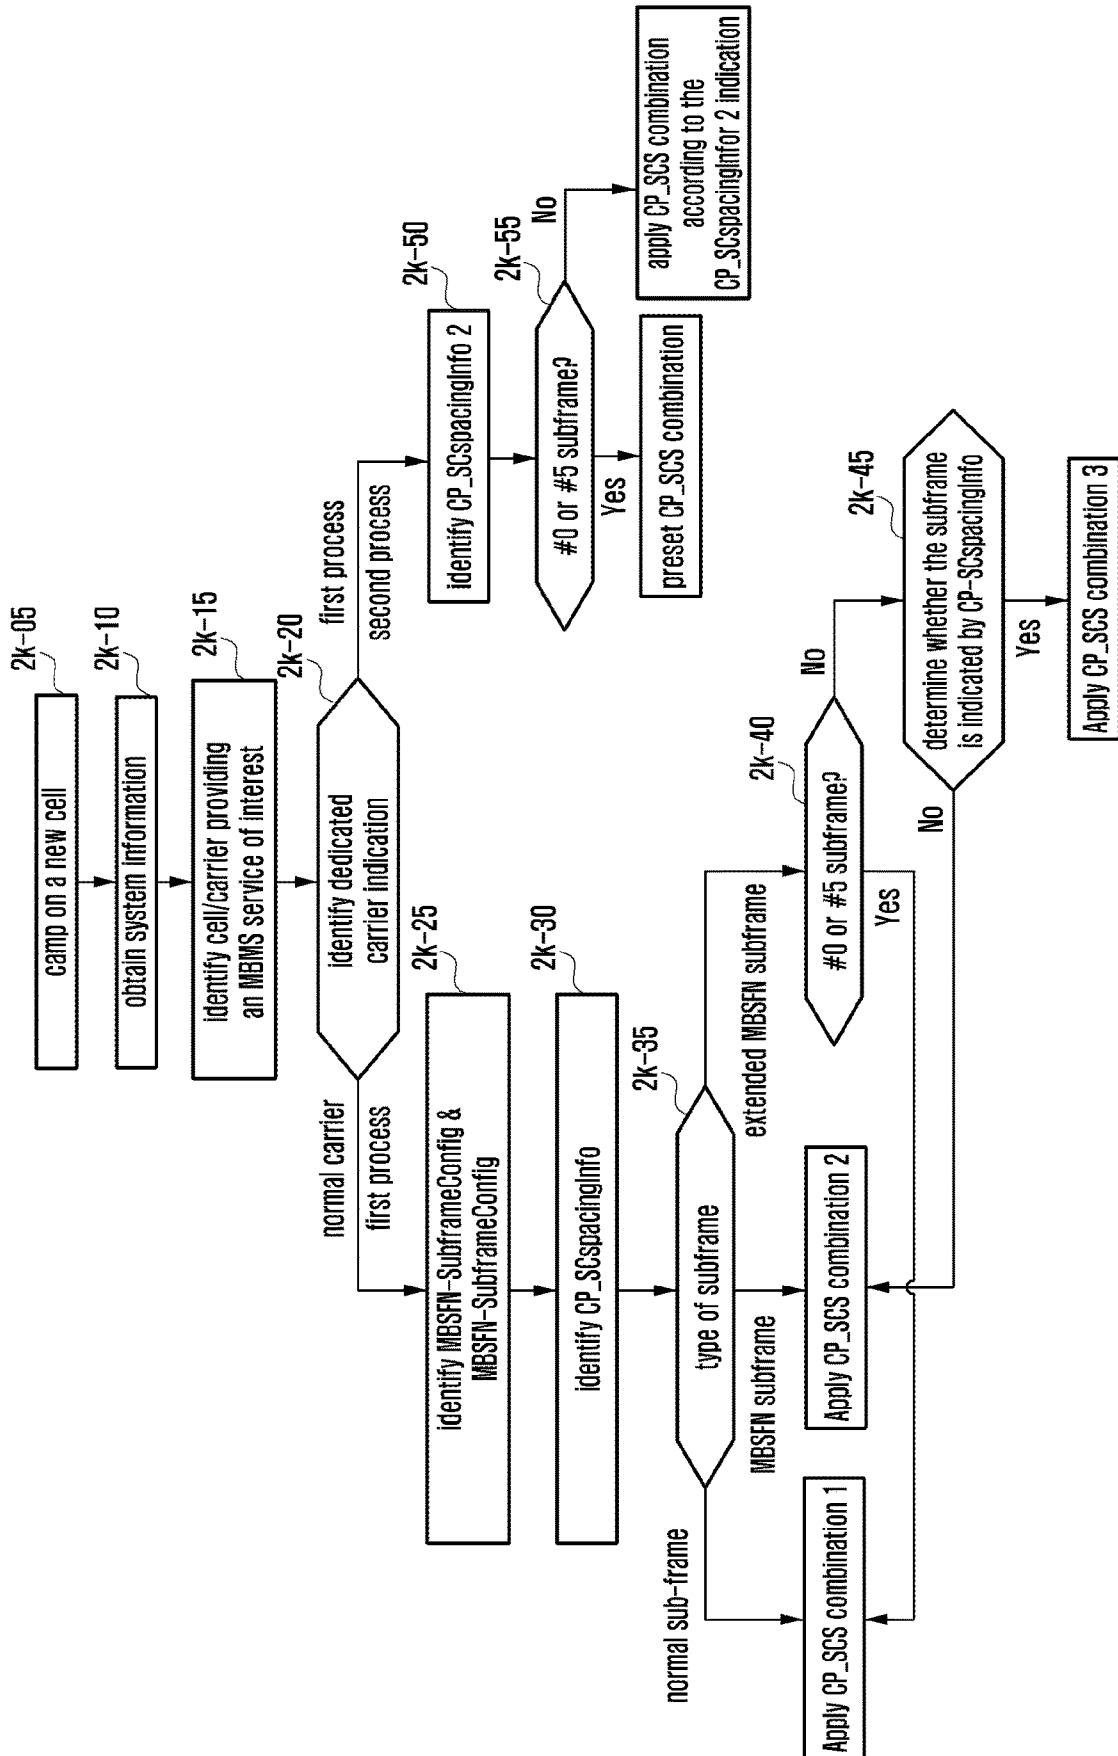 camp on a new cell
2k-05
obtain system information
2k-10
identify cell/carrier providing
an MBMS service of interest
2k-15
identify dedicated
carrier indication
2k-20
normal carrier
first process
first process
second process
identify MBSFN-SubframeConfig &
MBSFN-SubframeConfig
2k-25
identify CP_SCspacingInfo 2
2k-50
identify CP_SCspacingInfo
2k-30
#0 or #5 subframe?
2k-55
No
Yes
type of subframe
2k-35
preset CP_SCS combination
apply CP_SCS combination
according to the
CP_SCspacingInfor 2 indication
normal sub-frame
MBSFN subframe
extended MBSFN subframe
Apply CP_SCS combination 1
Apply CP_SCS combination 2
#0 or #5 subframe?
2k-40
No
Yes
determine whether the subframe
is indicated by CP-SCspacingInfo
2k-45
No
Yes
Apply CP_SCS combination 3